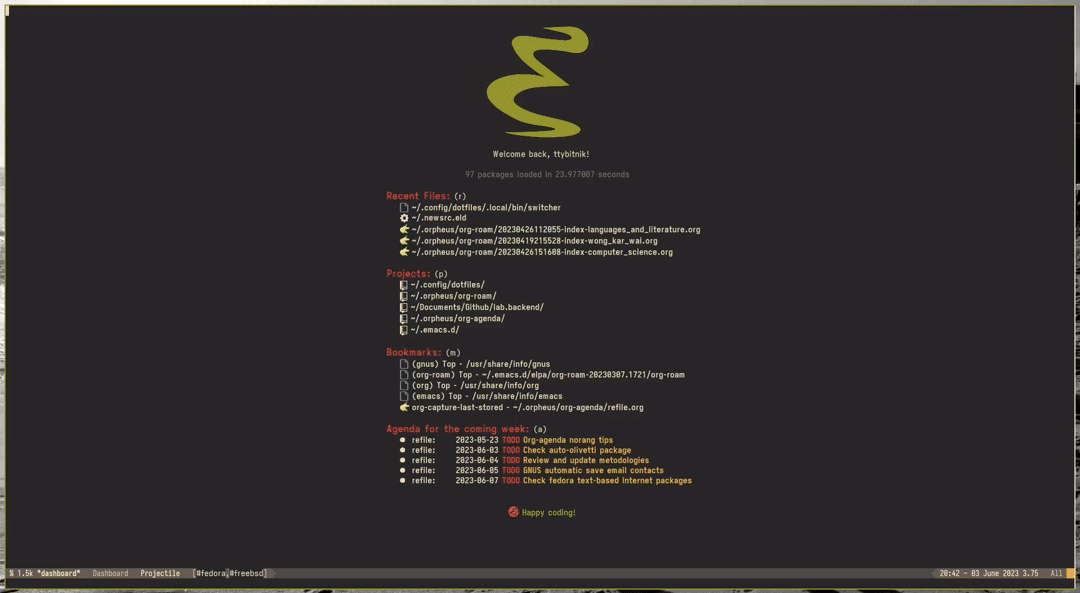 Welcome back, ttybitnik!
97 packages loaded in 23.977007 seconds
Recent Files: (r)
~/.config/dotfiles/.local/bin/switcher
~/.newsrc.eld
~/.orpheus/org-roam/20230426112055-index-languages_and_literature.org
~/.orpheus/org-roam/20230419215528-index-wong_kar_wai.org
~/.orpheus/org-roam/20230426151608-index-computer_science.org
Projects: (p)
~/.config/dotfiles/
~/.orpheus/org-roam/
~/Documents/Github/lab.backend/
~/.orpheus/org-agenda/
~/.emacs.d/
Bookmarks: (m)
(gnus) Top - /usr/share/info/gnus
(org-roam) Top - ~/.emacs.d/elpa/org-roam-20230307.1721/org-roam
(org) Top - /usr/share/info/org
(emacs) Top - /usr/share/info/emacs
org-capture-last-stored - ~/.orpheus/org-agenda/refile.org
Agenda for the coming week: (a)
refile: 2023-05-23 TODO Org-agenda norang tips
refile: 2023-06-03 TODO Check auto-olivetti package
refile: 2023-06-04 TODO Review and update metodologies
refile: 2023-06-05 TODO GNUS automatic save email contacts
refile: 2023-06-07 TODO Check fedora text-based internet packages
Happy coding!
% 1.5k *dashboard* Dashboard Projectile [#fedora,#freebsd] 20:42 - 03 June 2023 3.75 All